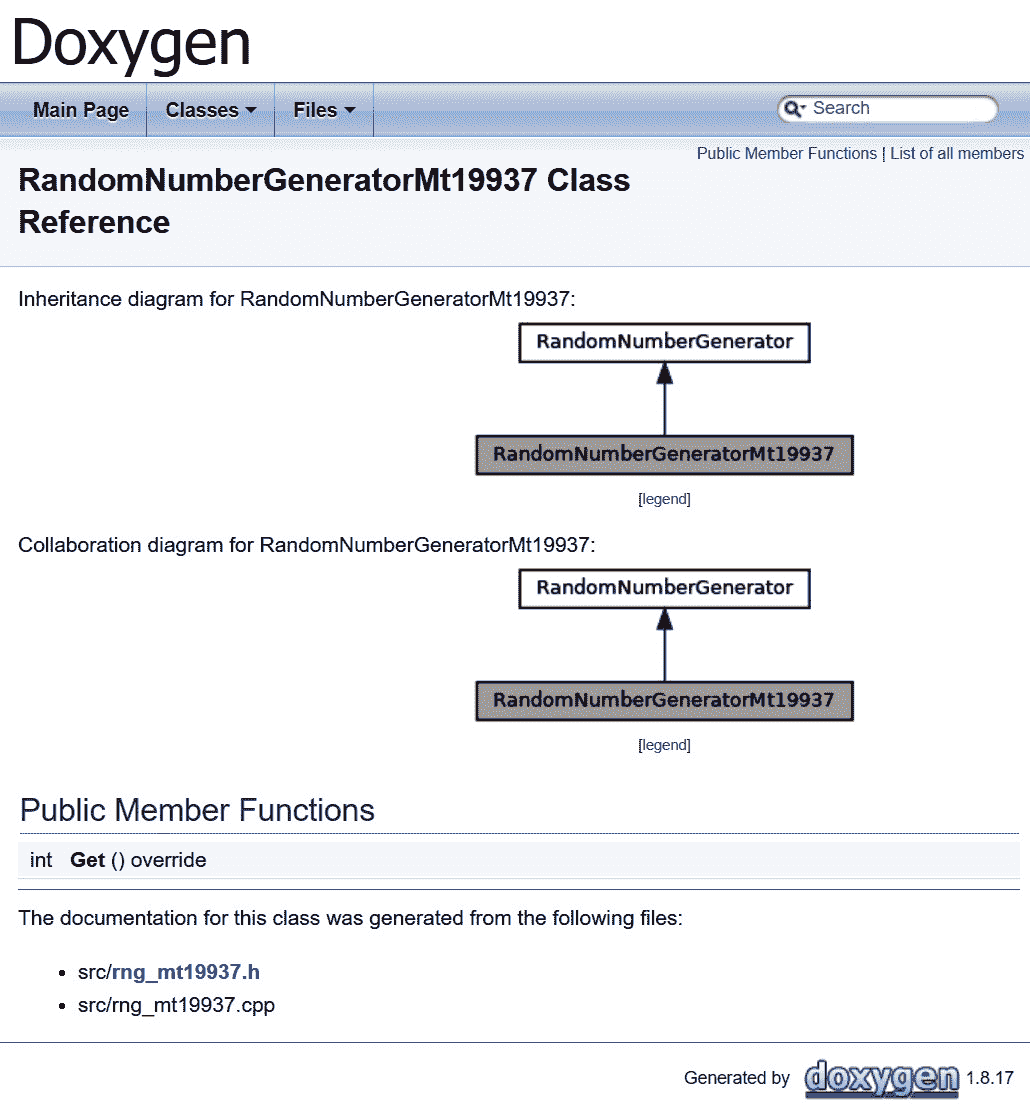 Doxygen
Main Page Classes Files Search
Public Member Functions | List of all members
RandomNumberGeneratorMt19937 Class
Reference
Inheritance diagram for RandomNumberGeneratorMt19937:
RandomNumberGenerator
RandomNumberGeneratorMt19937
[legend]
Collaboration diagram for RandomNumberGeneratorMt19937:
RandomNumberGenerator
RandomNumberGeneratorMt19937
[legend]
Public Member Functions
int Get () override
The documentation for this class was generated from the following files:
• src/rng_mt19937.h
• src/rng_mt19937.cpp
Generated by doxygen 1.8.17